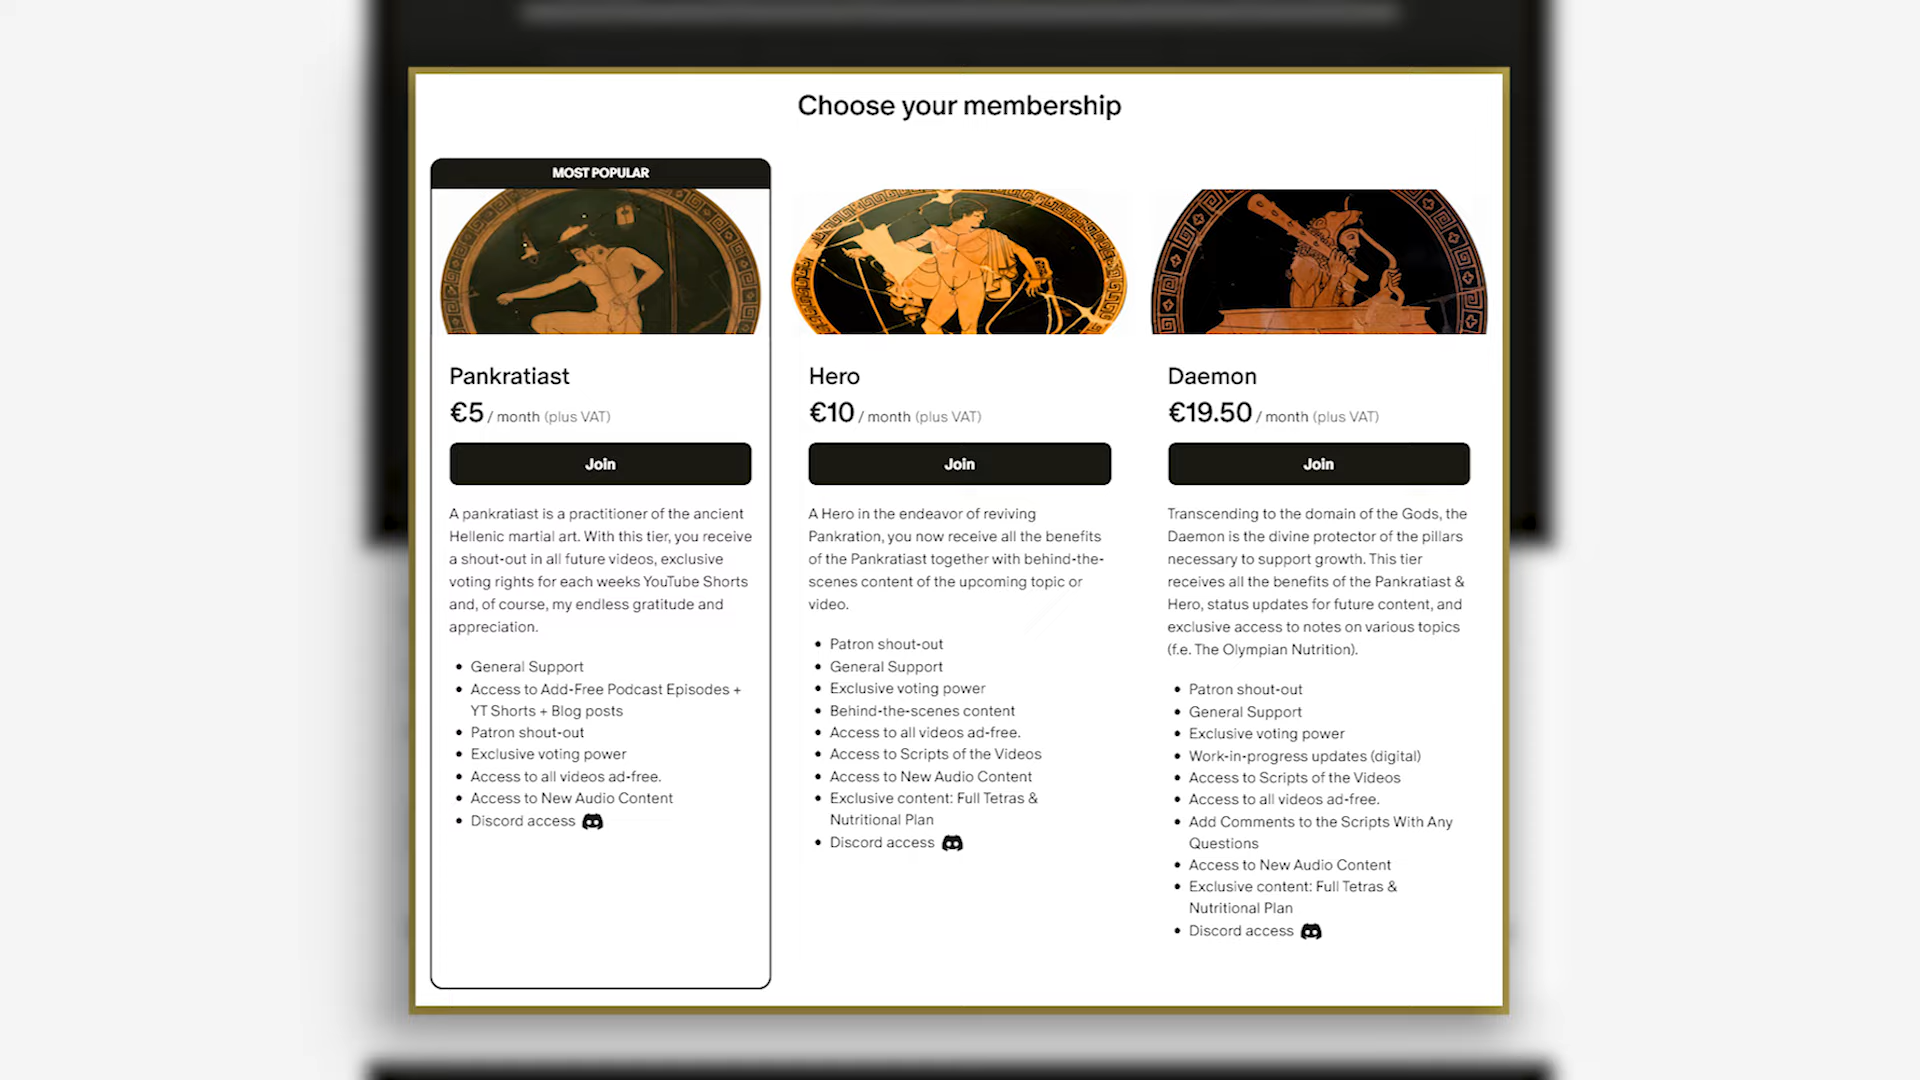 Choose your membership
MOST POPULAR
Pankratiast
€5 / month (plus VAT)
Join
A pankratiast is a practitioner of the ancient
Hellenic martial art. With this tier, you receive
a shout-out in all future videos, exclusive
voting rights for each weeks YouTube Shorts
and, of course, my endless gratitude and
appreciation.
• General Support
• Access to Add-Free Podcast Episodes +
YT Shorts + Blog posts
• Patron shout-out
• Exclusive voting power
• Access to all videos ad-free.
• Access to New Audio Content
• Discord access
Hero
€10 / month (plus VAT)
Join
A Hero in the endeavor of reviving
Pankration, you now receive all the benefits
of the Pankratiast together with behind-the-
scenes content of the upcoming topic or
video.
• Patron shout-out
• General Support
• Exclusive voting power
• Behind-the-scenes content
• Access to all videos ad-free.
• Access to Scripts of the Videos
• Access to New Audio Content
• Exclusive content: Full Tetras &
Nutritional Plan
• Discord access
Daemon
€19.50 / month (plus VAT)
Join
Transcending to the domain of the Gods, the
Daemon is the divine protector of the pillars
necessary to support growth. This tier
receives all the benefits of the Pankratiast &
Hero, status updates for future content, and
exclusive access to notes on various topics
(f.e. The Olympian Nutrition).
• Patron shout-out
• General Support
• Exclusive voting power
• Work-in-progress updates (digital)
• Access to Scripts of the Videos
• Access to all videos ad-free.
• Add Comments to the Scripts With Any
Questions
• Access to New Audio Content
• Exclusive content: Full Tetras &
Nutritional Plan
• Discord access